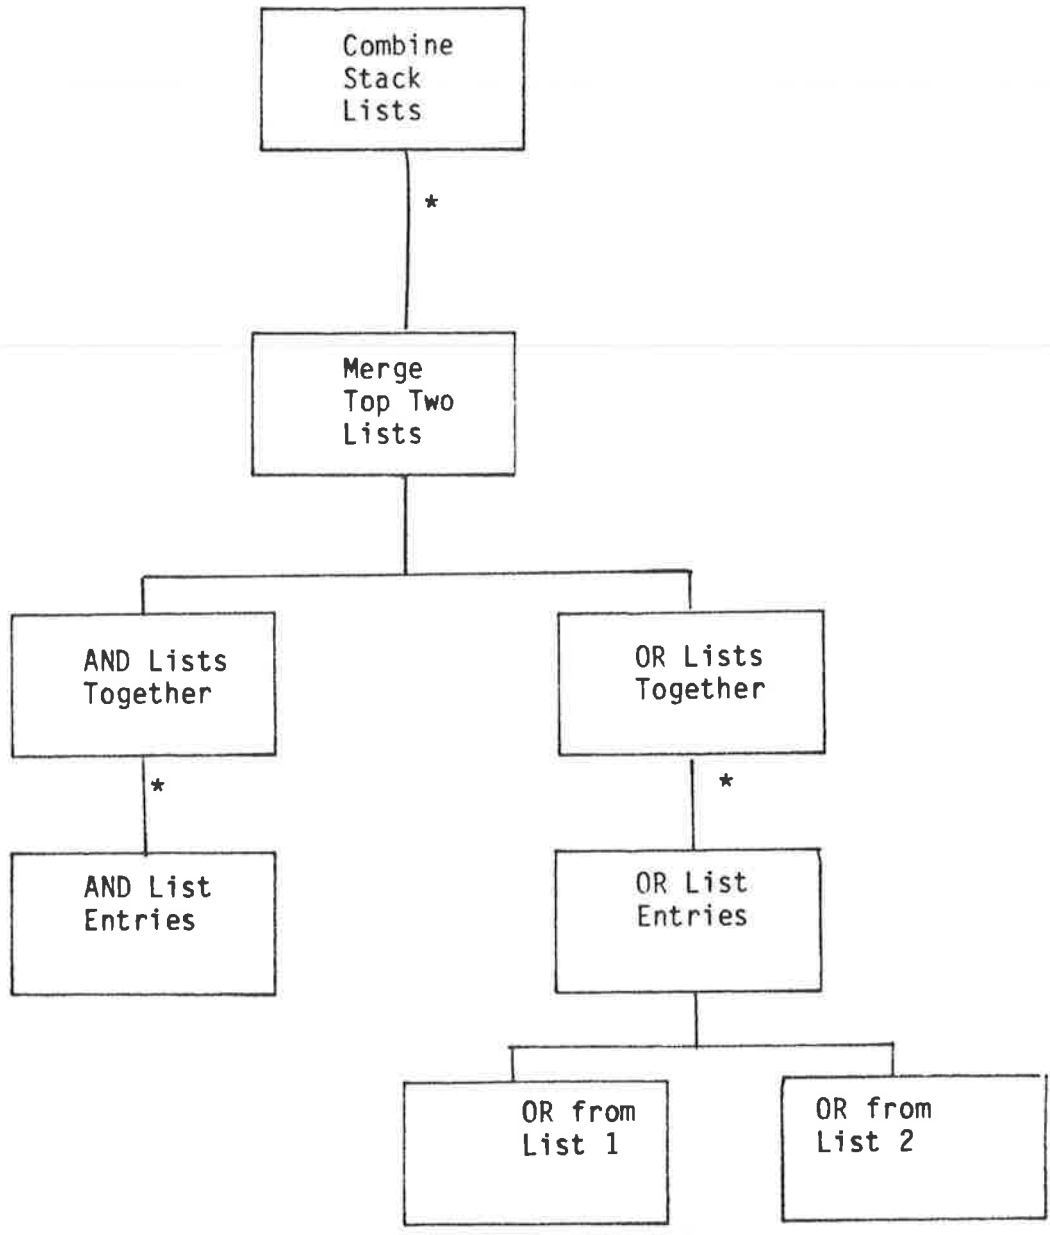 Combine
Stack
Lists
*
Merge
Top Two
Lists
AND Lists
Together
OR Lists
Together
*
*
AND List
Entries
OR List
Entries
OR from
List 1
OR from
List 2